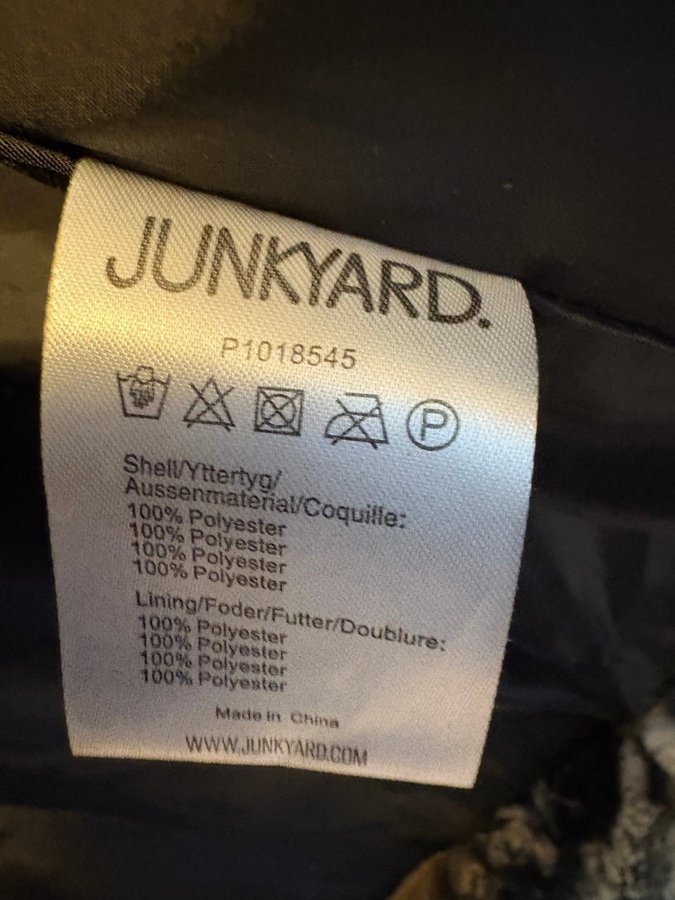 JUNKYARD.
P1018545
P
Shell/Yttertyg/
Aussenmaterial/Coquille:
100% Polyester
100% Polyester
100% Polyester
100% Polyester
Lining/Foder/Futter/Doublure:
100% Polyester
100% Polyester
100% Polyester
100% Polyester
Made in China
WWW.JUNKYARD.COM